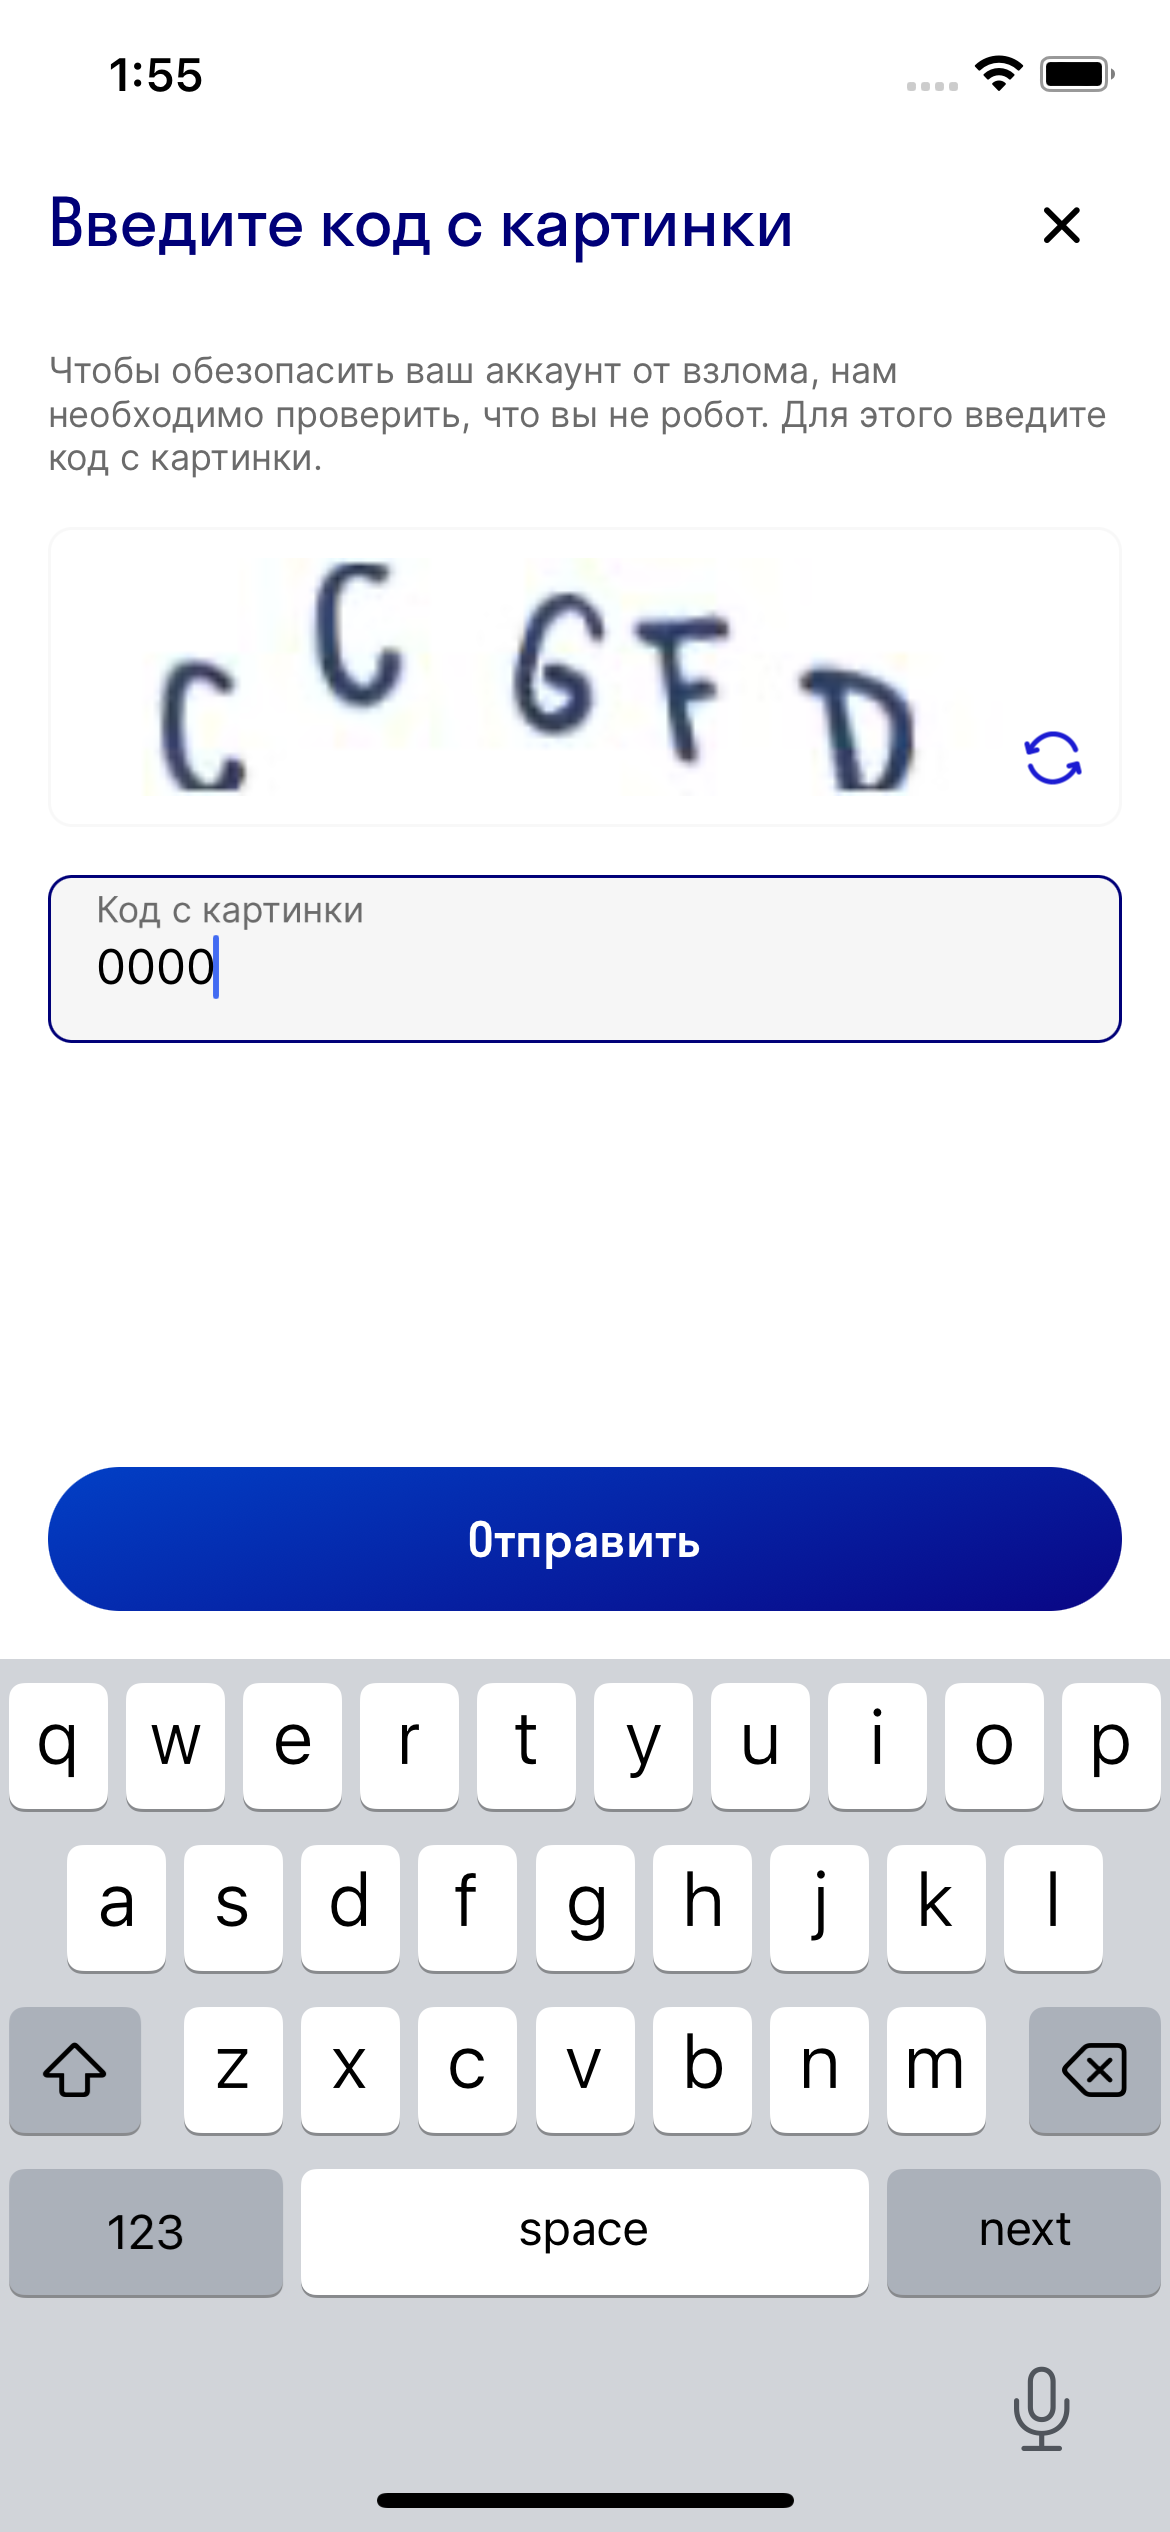 1:55
Введите код с картинки
Чтобы обезопасить ваш аккаунт от взлома, нам
необходимо проверить, что вы не робот. Для этого введите
код с картинки.
C C G F D
Код с картинки
0000
Отправить
q w e r t y u i o p
a s d f g h j k l
z x c v b n m
123 space next